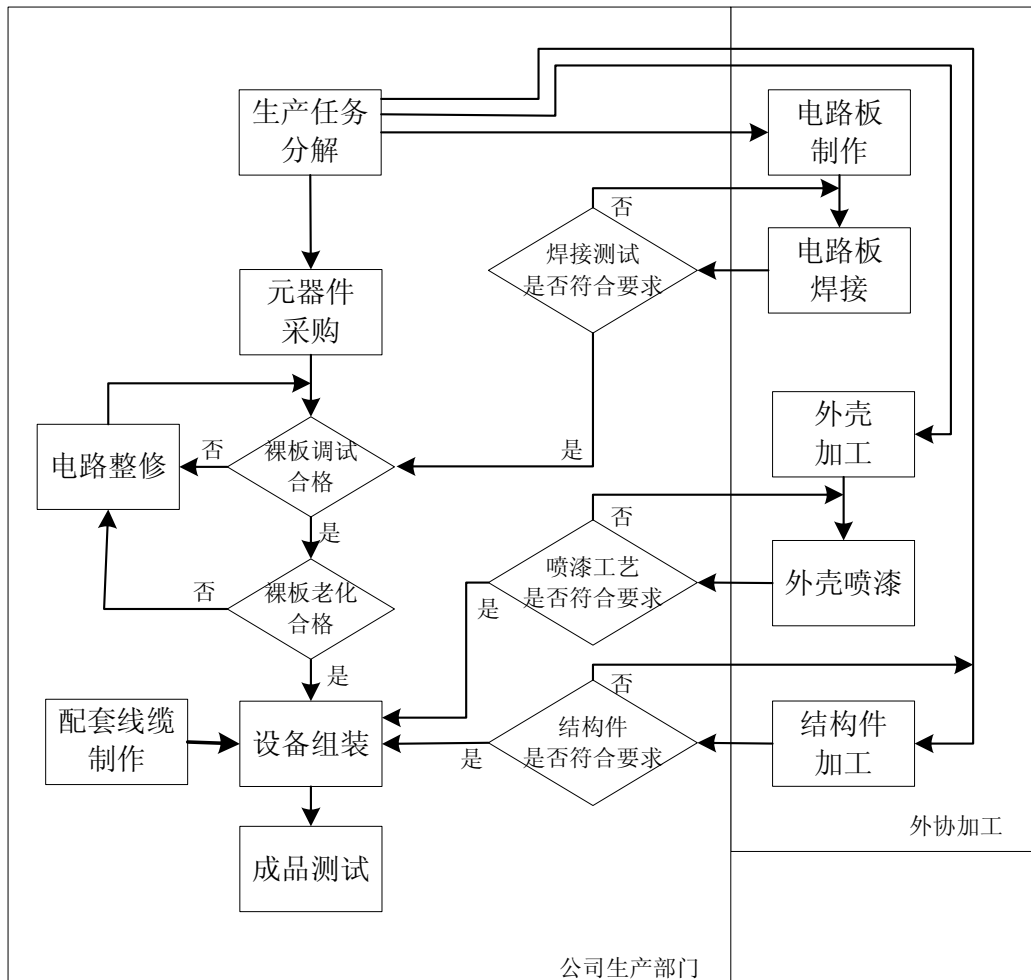 生产任务
分解
电路板
制作
否
焊接测试
是否符合要求
电路板
焊接
元器件
采购
外壳
加工
电路整修
否
裸板调试
合格
是
是
否
喷漆工艺
是否符合要求
是
外壳喷漆
否
裸板老化
合格
是
否
配套线缆
制作
设备组装
是
结构件
是否符合要求
结构件
加工
外协加工
成品测试
公司生产部门